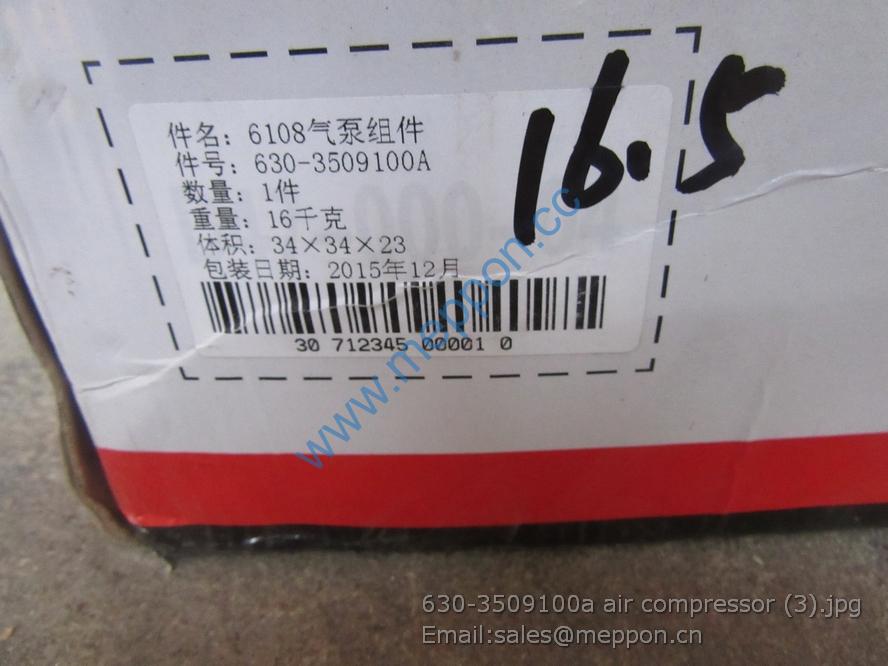 件名：6108气泵组件
件号：630-3509100A
数量：1件
重量：16千克
体积：34×34×23
包装日期：2015年12月
30 712345 00001 0
16.5
www.meppon.cc
630-3509100a air compressor (3).jpg
Email:sales@meppon.cn